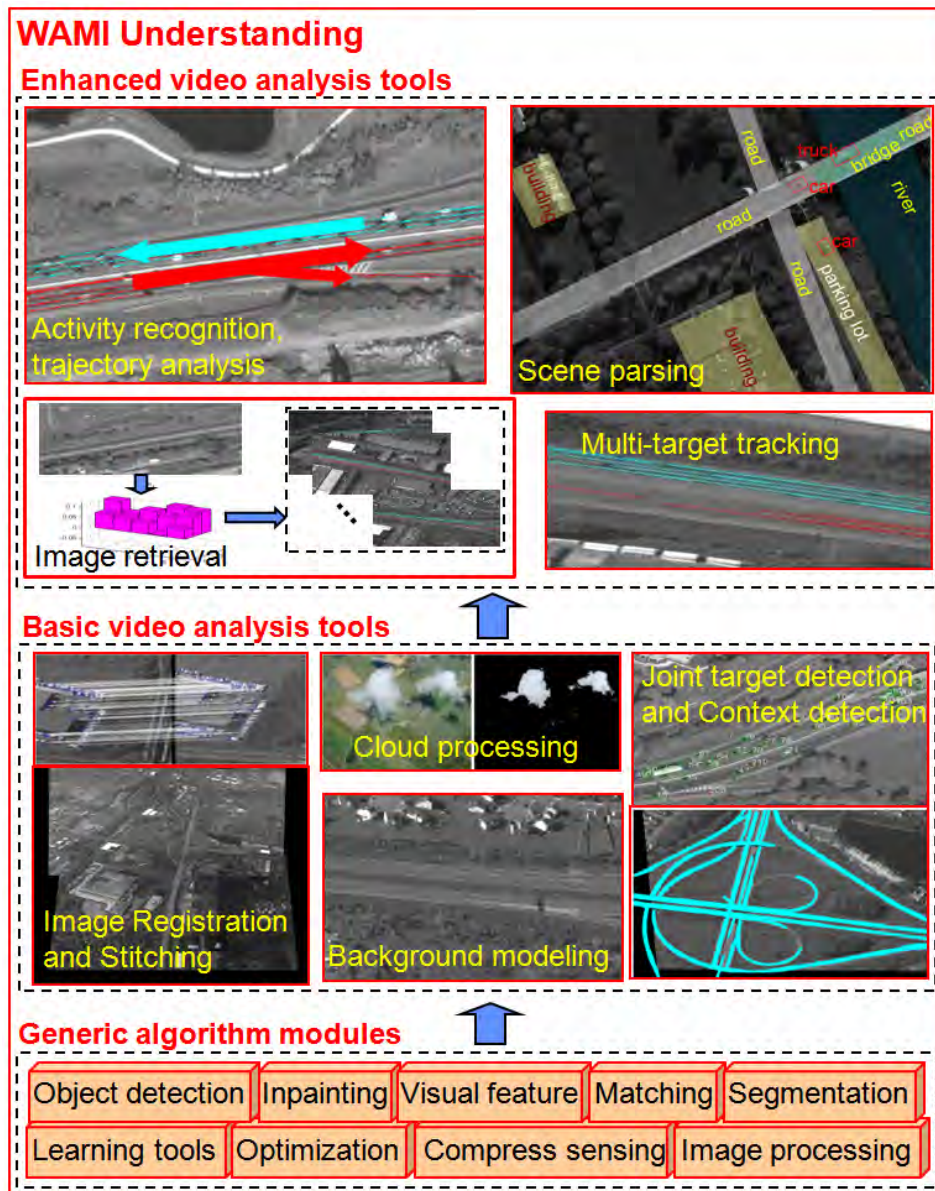 WAMI Understanding
Enhanced video analysis tools
Activity recognition,
trajectory analysis
building
road
truck
bridge
road
car
river
road
car
road
parking lot
building
Scene parsing
Image retrieval
Multi-target tracking
Basic video analysis tools
Image Registration
and Stitching
Cloud processing
Background modeling
Joint target detection
and Context detection
Generic algorithm modules
Object detection
Inpainting
Visual feature
Matching
Segmentation
Learning tools
Optimization
Compress sensing
Image processing